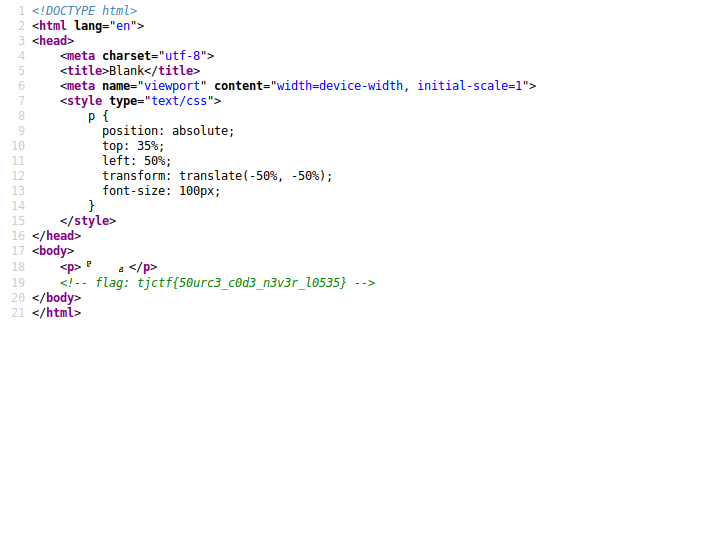 1 <!DOCTYPE html>
2 <html lang="en">
3 <head>
4     <meta charset="utf-8">
5     <title>Blank</title>
6     <meta name="viewport" content="width=device-width, initial-scale=1">
7     <style type="text/css">
8         p {
9           position: absolute;
10           top: 35%;
11           left: 50%;
12           transform: translate(-50%, -50%);
13           font-size: 100px;
14         }
15     </style>
16 </head>
17 <body>
18     <p> </p>
19     <!-- flag: tjctf{50urc3_c0d3_n3v3r_l0535} -->
20 </body>
21 </html>